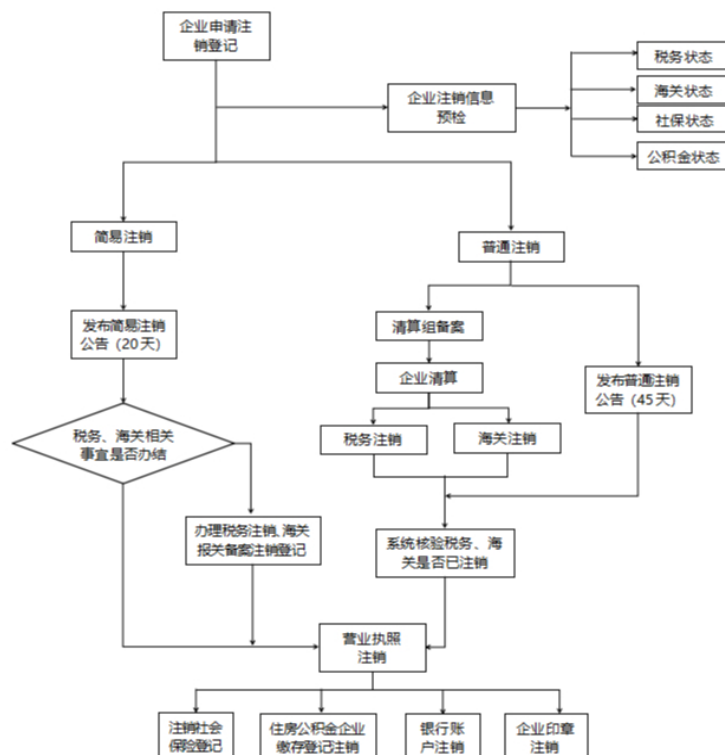 企业申请注
销登记
企业注销信息
预检
税务状态
海关状态
社保状态
公积金状态
简易注销
普通注销
发布简易注销
公告（20天）
清算组备案
企业清算
发布普通注销
公告（45天）
税务注销
海关注销
税务、海关相关
事宜是否办结
办理税务注销、海关
报关备案注销登记
系统核验税务、海
关是否已注销
营业执照
注销
注销社会
保险登记
住房公积金企业
缴存登记注销
银行账
户注销
企业印章
注销